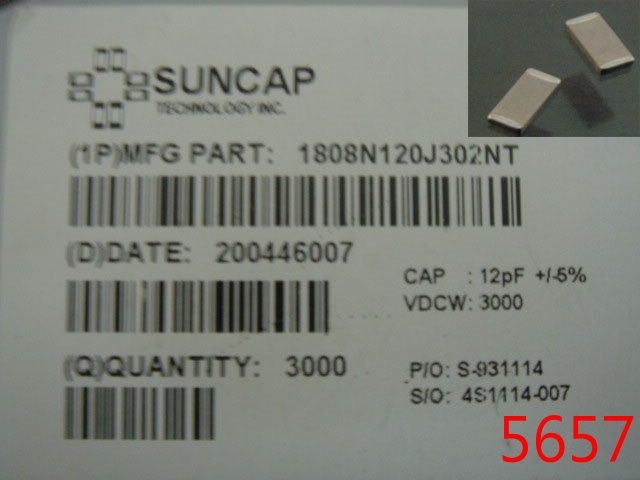 SUNCAP
TECHNOLOGY INC.
(1P)MFG PART: 1808N120J302NT
(D)DATE: 200446007
CAP : 12pF +/-5%
VDCW: 3000
(Q)QUANTITY: 3000
P/O: S-931114
S/O: 4S1114-007
5657